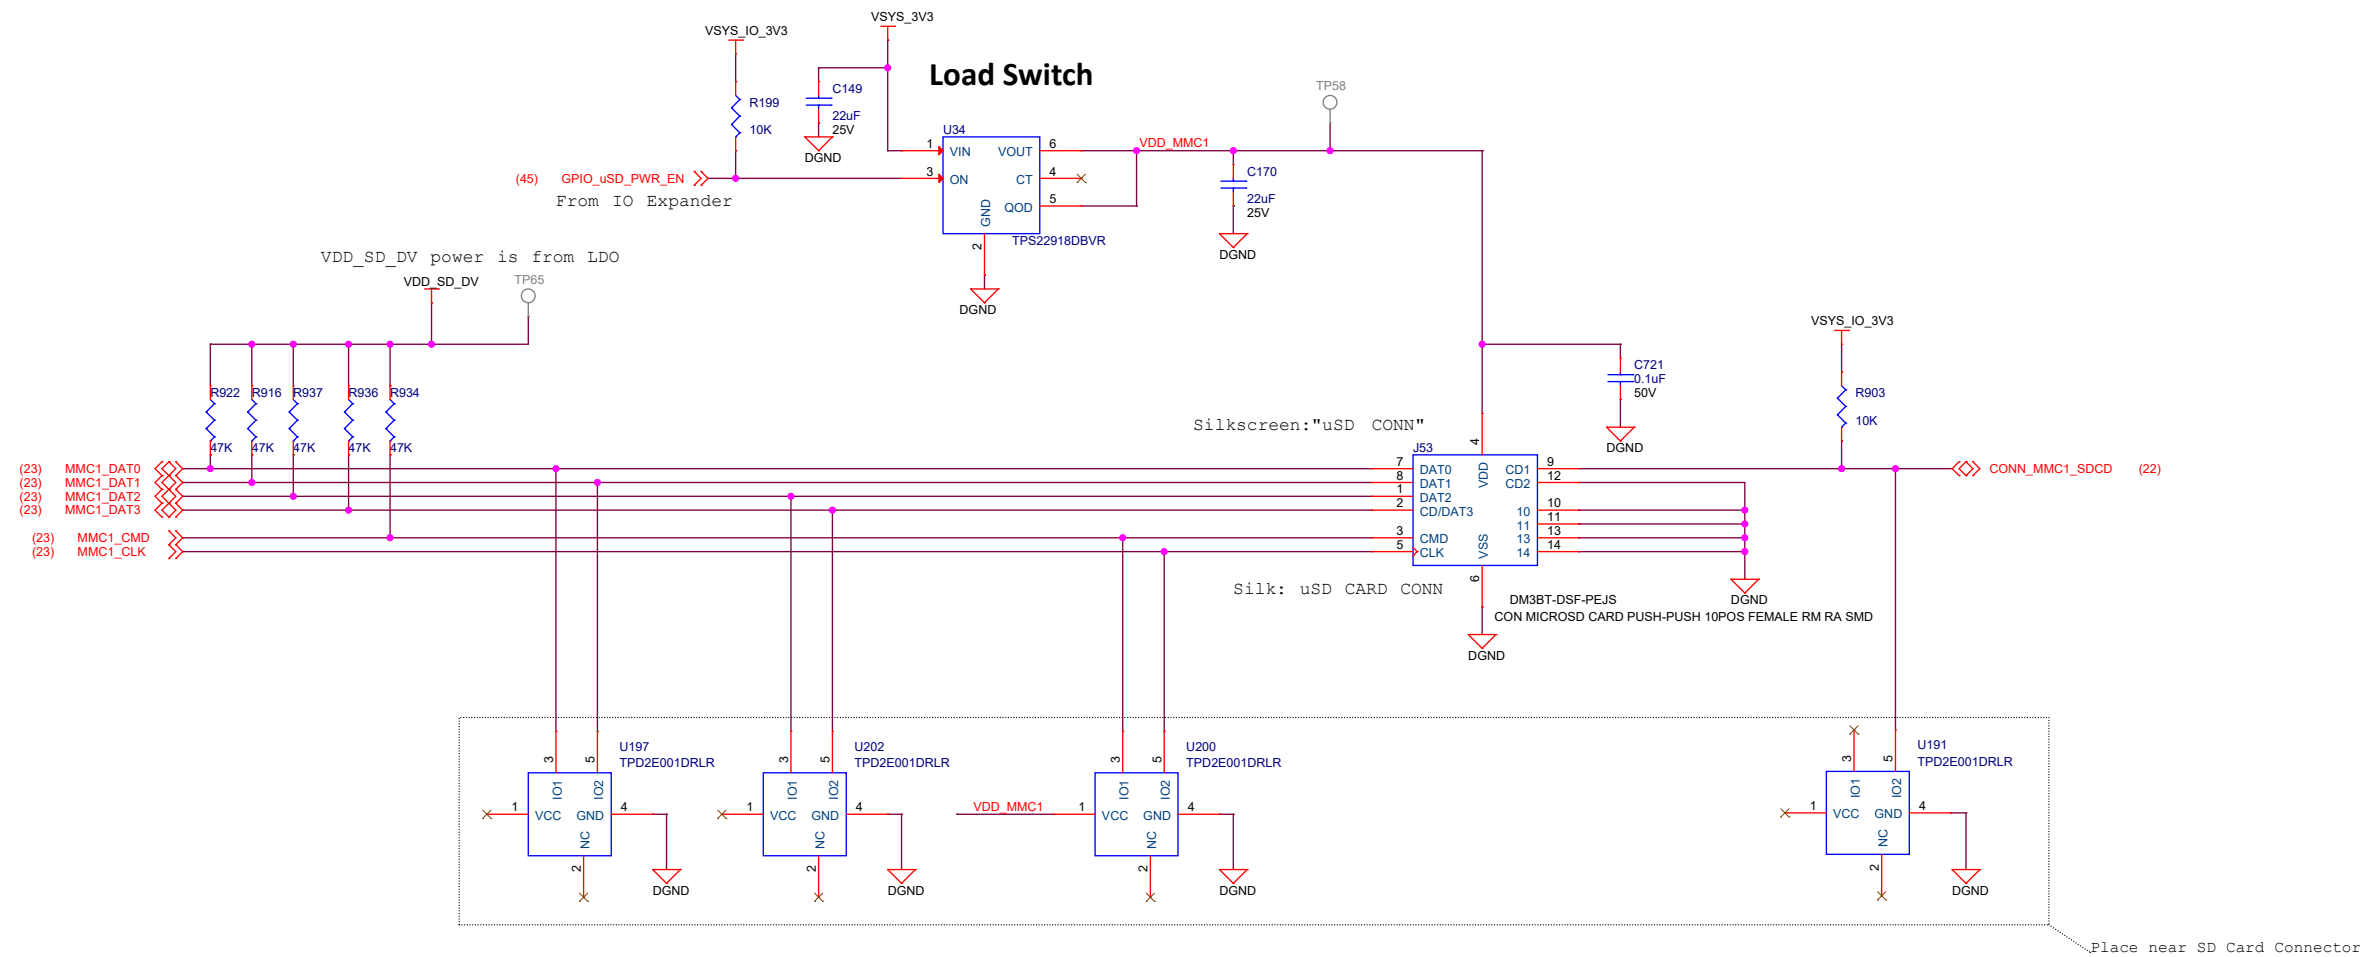 VSYS_3V3
VSYS_IO_3V3
Load Switch
TP58
C149
22uF
25V
DGND
R199
10K
U34
1 VIN VOUT 6
VDD_MMC1
3 ON CT 4
QOD 5
GND
2
TPS22918DBVR
DGND
C170
22uF
25V
DGND
(45) GPIO_uSD_PWR_EN
From IO Expander
VDD_SD_DV power is from LDO
VDD_SD_DV
TP65
VSYS_IO_3V3
C721
0.1uF
50V
DGND
R903
10K
R922 R916 R937 R936 R934
47K 47K 47K 47K 47K
Silkscreen:"uSD CONN"
J53
4
VDD
(23) MMC1_DAT0
(23) MMC1_DAT1
(23) MMC1_DAT2
(23) MMC1_DAT3
(23) MMC1_CMD
(23) MMC1_CLK
7 DAT0 CD1 9
8 DAT1 CD2 12
1 DAT2
2 CD/DAT3 10 10
11 11
3 CMD 13 13
5 CLK 14 14
VSS
6
CONN_MMC1_SDCD (22)
Silk: uSD CARD CONN
DM3BT-DSF-PEJS
DGND
CON MICROSD CARD PUSH-PUSH 10POS FEMALE RM RA SMD
DGND
U197
TPD2E001DRLR
3 5
IO1 IO2
1 VCC GND 4
NC
2
DGND
U202
TPD2E001DRLR
3 5
IO1 IO2
1 VCC GND 4
NC
2
DGND
U200
TPD2E001DRLR
3 5
IO1 IO2
VDD_MMC1
1 VCC GND 4
NC
2
DGND
U191
TPD2E001DRLR
3 5
IO1 IO2
1 VCC GND 4
NC
2
DGND
Place near SD Card Connector